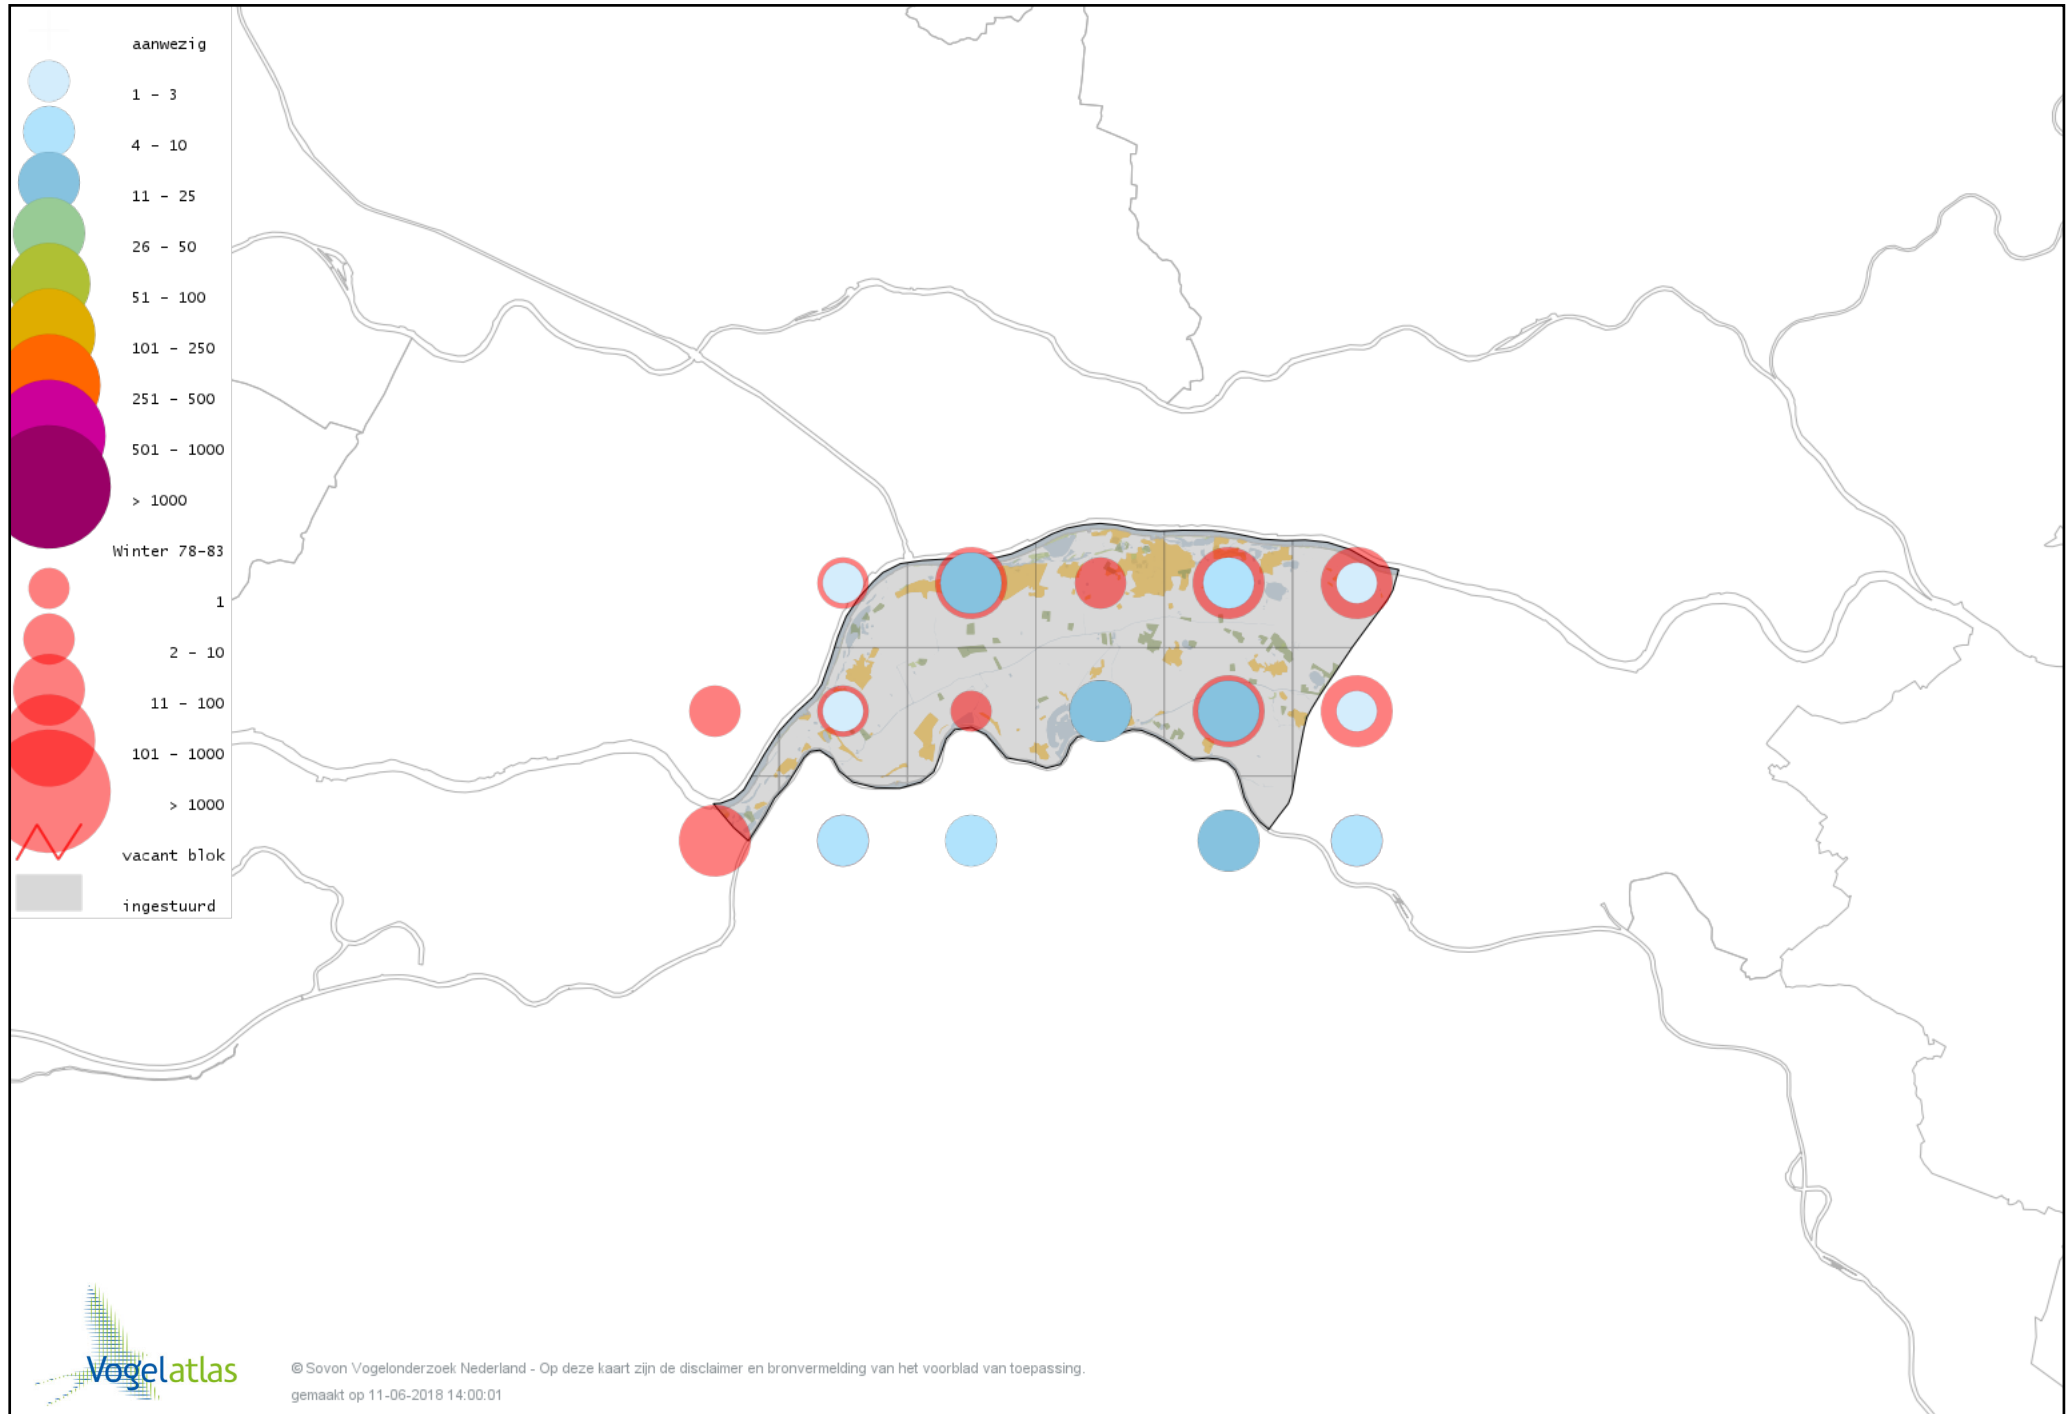 aanwezig
1 - 3
4 - 10
11 - 25
26 - 50
51 - 100
101 - 250
251 - 500
501 - 1000
> 1000
Winter 78-83
1
2 - 10
11 - 100
101 - 1000
> 1000
vacant blok
ingestuurd
Vogelatlas
© Sovon Vogelonderzoek Nederland - Op deze kaart zijn de disclaimer en bronvermelding van het voorblad van toepassing.
gemaakt op 11-06-2018 14:00:01